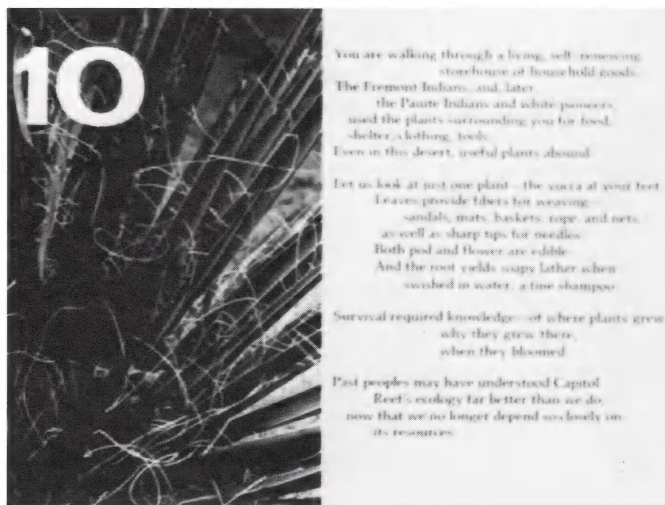 10
You are walking through a living, self-renewing
storehouse of household goods.
The Fremont Indians, and, later,
the Paiute Indians and white pioneers
used the plants surrounding you for food,
shelter, clothing, tools.
Even in this desert, useful plants abound.
Let us look at just one plant—the yucca at your feet.
Leaves provide fibers for weaving
sandals, mats, baskets, rope, and nets,
as well as sharp tips for needles.
Both pod and flower are edible.
And the root yields soapy lather when
swished in water, a fine shampoo.
Survival required knowledge—of where plants grew,
why they grew there,
when they bloomed.
Past peoples may have understood Capitol
Reef's ecology far better than we do,
now that we no longer depend so closely on
its resources.